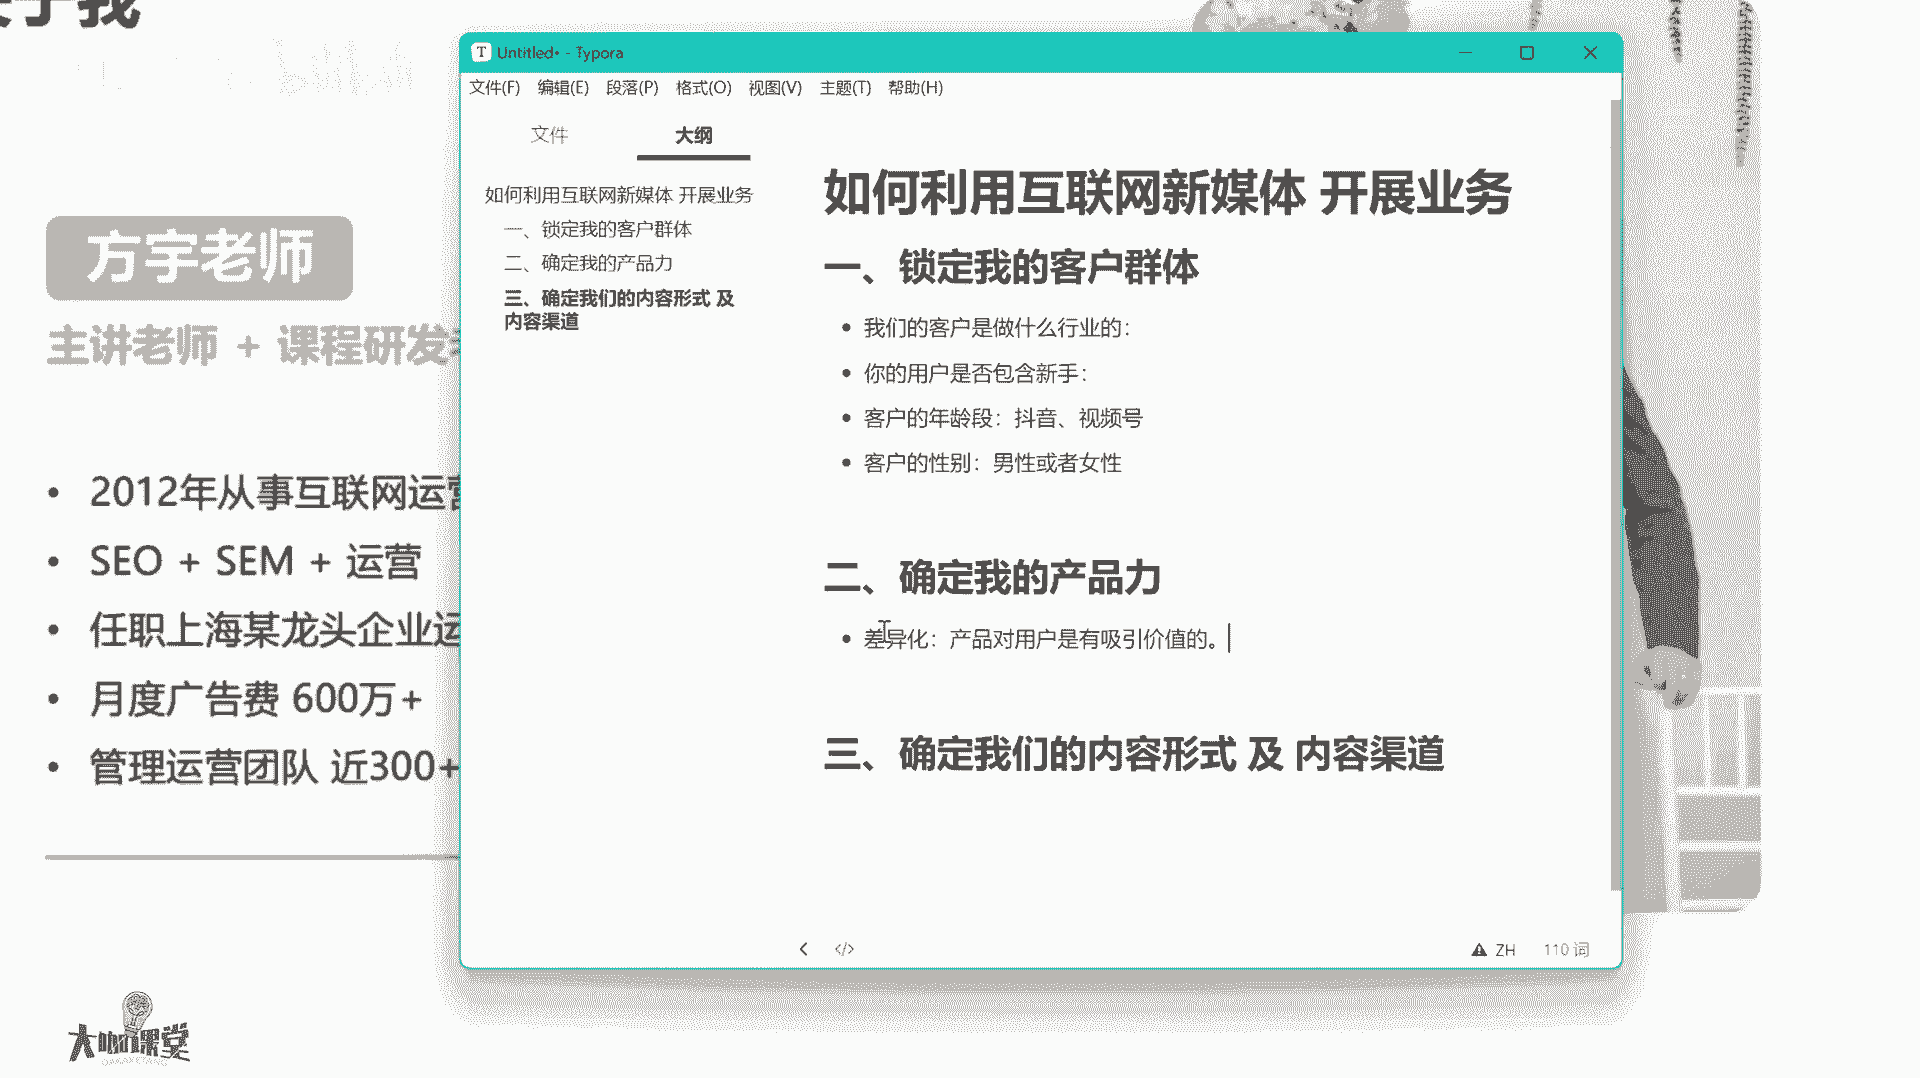 方宇老师
主讲老师 + 课程研发
2012年从事互联网运营
SEO + SEM + 运营
任职上海某龙头企业运
月度广告费 600万+
管理运营团队 近300+
大咖课堂
Untitled• - Typora
文件(F) 编辑(E) 段落(P) 格式(O) 视图(V) 主题(T) 帮助(H)
文件 大纲
如何利用互联网新媒体 开展业务
一、锁定我的客户群体
二、确定我的产品力
三、确定我们的内容形式 及
内容渠道
如何利用互联网新媒体 开展业务
一、锁定我的客户群体
我们的客户是做什么行业的：
你的用户是否包含新手：
客户的年龄段：抖音、视频号
客户的性别：男性或者女性
二、确定我的产品力
差异化：产品对用户是有吸引价值的。
三、确定我们的内容形式 及 内容渠道
ZH 110 词